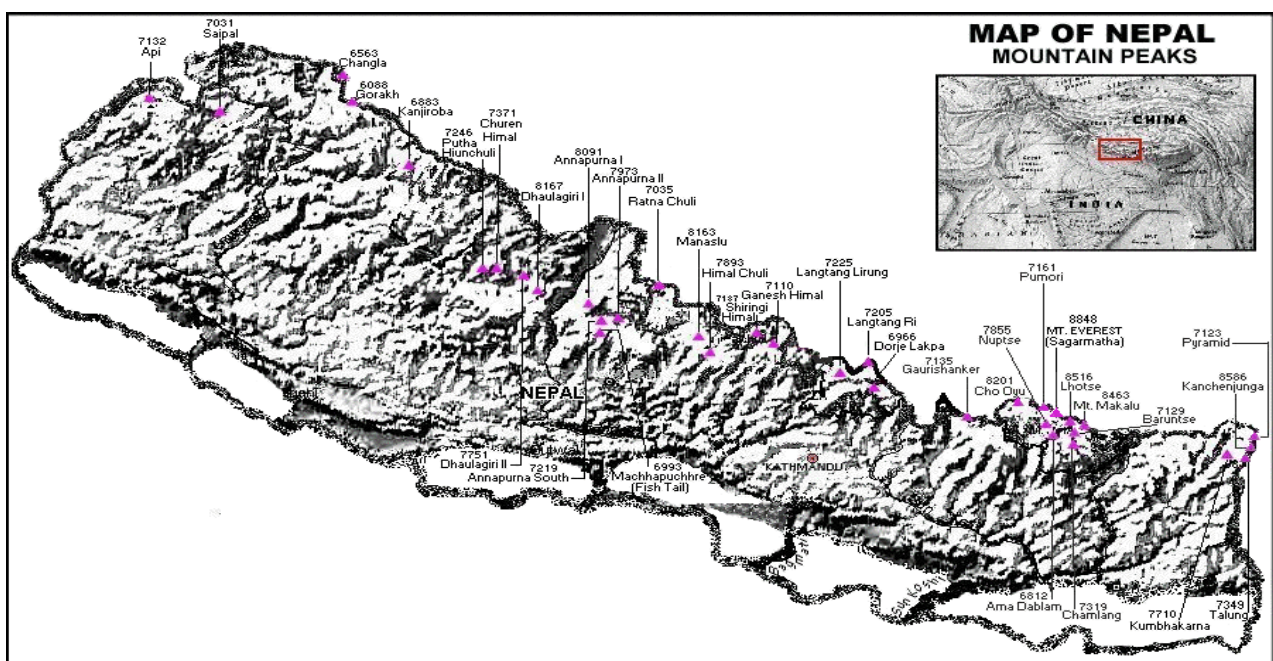 MAP OF NEPAL
MOUNTAIN PEAKS
CHINA
INDIA
7132
Api
7031
Saipal
6563
Changla
6088
Gorakh
6883
Kanjiroba
7246
Putha
Hiunchuli
7371
Churen
Himal
8167
Dhaulagiri I
8091
Annapurna I
7973
Annapurna II
7035
Ratna Chuli
8163
Manaslu
7893
Himal Chuli
7187
Shiringi
Himal
7110
Ganesh Himal
7225
Langtang Lirung
7205
Langtang Ri
6966
Dorje Lakpa
7135
Gaurishanker
8201
Cho Oyu
7855
Nuptse
7161
Pumori
8848
MT. EVEREST
(Sagarmatha)
8516
Lhotse
8463
Mt. Makalu
7129
Baruntse
7123
Pyramid
8586
Kanchenjunga
NEPAL
KATHMANDU
7751
Dhaulagiri II
7219
Annapurna South
6993
Machhapuchhre
(Fish Tail)
Bagmati
Sun Koshi
6812
Ama Dablam
7319
Chamlang
7710
Kumbhakarna
7349
Talung